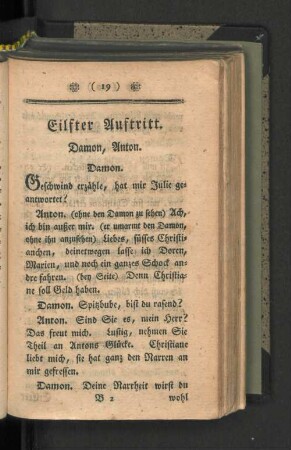 ( 19 )
Eilfter Auftritt.
Damon, Anton.
Damon.
Geschwind erzähle, hat mir Julie ge-
antwortet?
Anton. (ohne den Damon zu sehen) Ach,
ich bin außer mir. (er umarmt den Damon,
ohne ihn anzusehen) Liebes, süsses Christi-
anchen, deinetwegen lasse ich Doren,
Marien, und noch ein ganzes Schock an-
dre fahren. (bey Seite) Denn Christia-
ne soll Geld haben.
Damon. Spitzbube, bist du rasend?
Anton. Sind Sie es, mein Herr?
Das freut mich. Lustig, nehmen Sie
Theil an Antons Glücke. Christiane
liebt mich, sie hat ganz den Narren an
mir gefressen.
Damon. Deine Narrheit wirst du
B 2 wohl